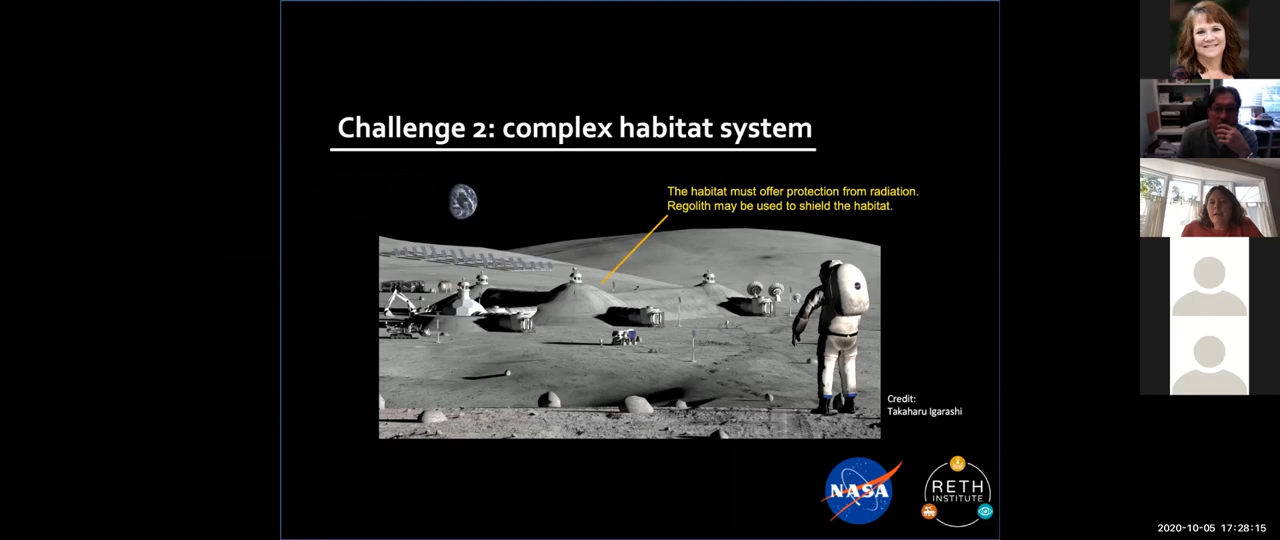 Challenge 2: complex habitat system
The habitat must offer protection from radiation.
Regolith may be used to shield the habitat.
Credit:
Takaharu Igarashi
NASA
RETH
INSTITUTE
2020-10-05 17:28:15